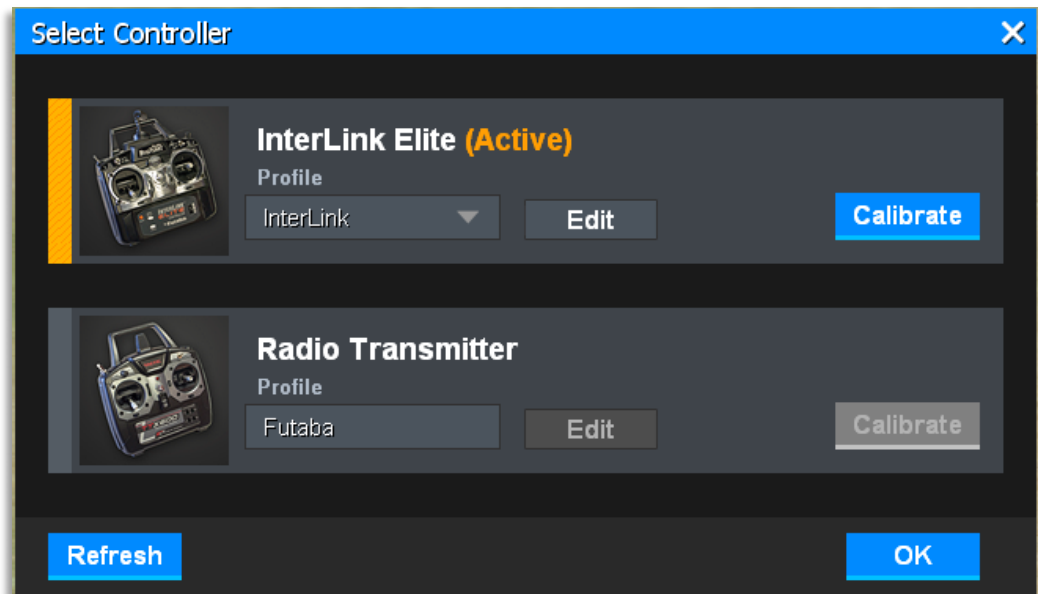 Select Controller
InterLink Elite (Active)
Profile
InterLink
Edit
Calibrate
Radio Transmitter
Profile
Futaba
Edit
Calibrate
Refresh
OK